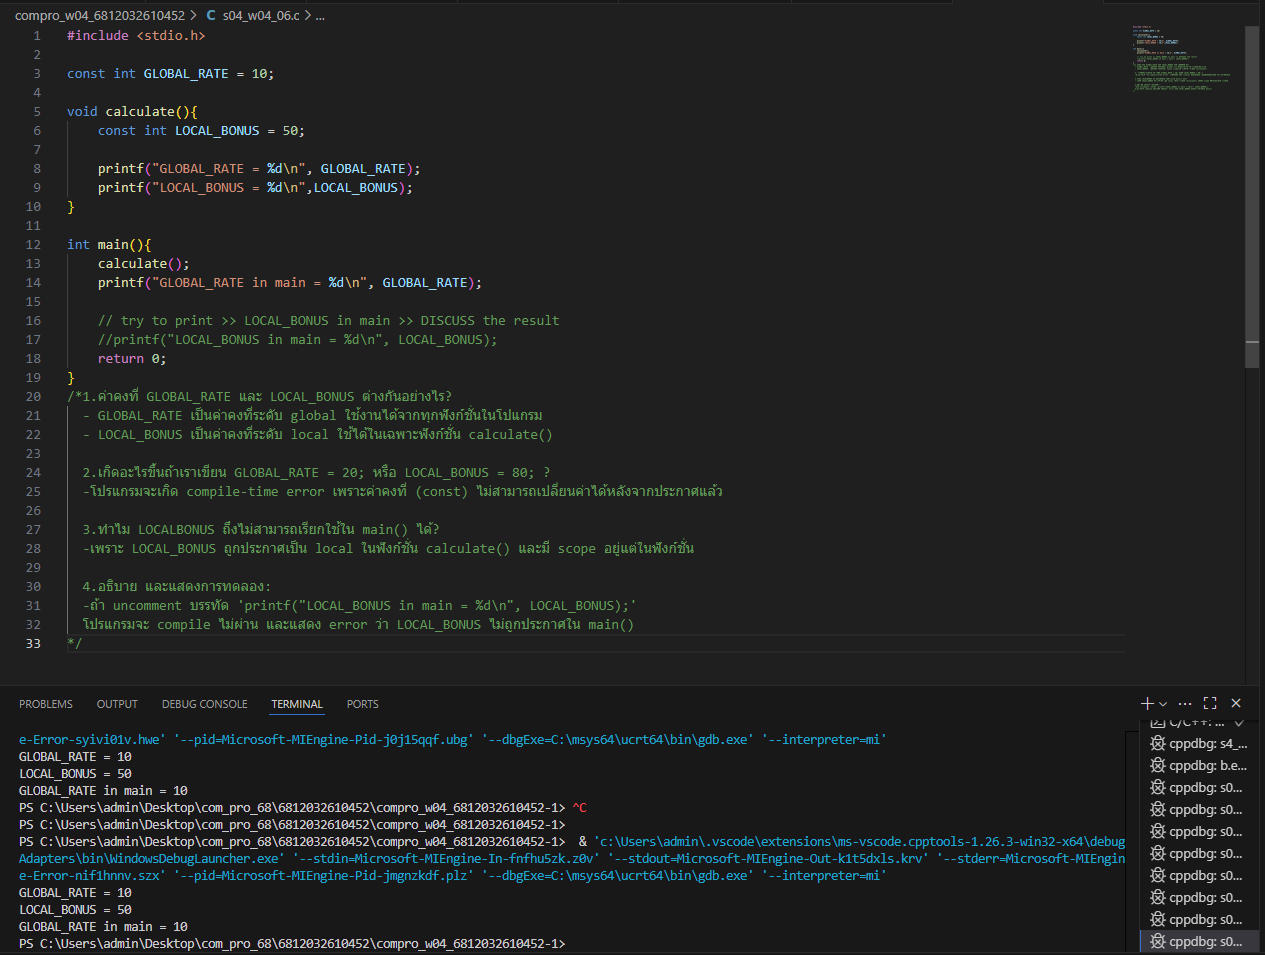 compro_w04_6812032610452 > C s04_w04_06.c > ...
1 #include <stdio.h>
2
3 const int GLOBAL_RATE = 10;
4
5 void calculate(){
6 const int LOCAL_BONUS = 50;
7
8 printf("GLOBAL_RATE = %d\n", GLOBAL_RATE);
9 printf("LOCAL_BONUS = %d\n",LOCAL_BONUS);
10 }
11
12 int main(){
13 calculate();
14 printf("GLOBAL_RATE in main = %d\n", GLOBAL_RATE);
15
16 // try to print >> LOCAL_BONUS in main >> DISCUSS the result
17 //printf("LOCAL_BONUS in main = %d\n", LOCAL_BONUS);
18 return 0;
19 }
20 /*1.ค่าคงที่ GLOBAL_RATE และ LOCAL_BONUS ต่างกันอย่างไร?
21 - GLOBAL_RATE เป็นค่าคงที่ระดับ global ใช้งานได้จากทุกฟังก์ชั่นในโปแกรม
22 - LOCAL_BONUS เป็นค่าคงที่ระดับ local ใช้ได้ในเฉพาะฟังก์ชั่น calculate()
23
24 2.เกิดอะไรขึ้นถ้าเราเขียน GLOBAL_RATE = 20; หรือ LOCAL_BONUS = 80; ?
25 -โปรแกรมจะเกิด compile-time error เพราะค่าคงที่ (const) ไม่สามารถเปลี่ยนค่าได้หลังจากประกาศแล้ว
26
27 3.ทำไม LOCALBONUS ถึงไม่สามารถเรียกใช้ใน main() ได้?
28 -เพราะ LOCAL_BONUS ถูกประกาศเป็น local ในฟังก์ชั่น calculate() และมี scope อยู่แต่ในฟังก์ชั่น
29
30 4.อธิบาย และแสดงการทดลอง:
31 -ถ้า uncomment บรรทัด 'printf("LOCAL_BONUS in main = %d\n", LOCAL_BONUS);'
32 โปรแกรมจะ compile ไม่ผ่าน และแสดง error ว่า LOCAL_BONUS ไม่ถูกประกาศใน main()
33 */
PROBLEMS OUTPUT DEBUG CONSOLE TERMINAL PORTS
e-Error-syivi01v.hwe' '--pid=Microsoft-MIEngine-Pid-j0j15qqf.ubg' '--dbgExe=C:\msys64\ucrt64\bin\gdb.exe' '--interpreter=mi'
GLOBAL_RATE = 10
LOCAL_BONUS = 50
GLOBAL_RATE in main = 10
PS C:\Users\admin\Desktop\com_pro_68\6812032610452\compro_w04_6812032610452-1> ^C
PS C:\Users\admin\Desktop\com_pro_68\6812032610452\compro_w04_6812032610452-1>
PS C:\Users\admin\Desktop\com_pro_68\6812032610452\compro_w04_6812032610452-1> & 'c:\Users\admin\.vscode\extensions\ms-vscode.cpptools-1.26.3-win32-x64\debug
Adapters\bin\WindowsDebugLauncher.exe' '--stdin=Microsoft-MIEngine-In-fnfhu5zk.z0v' '--stdout=Microsoft-MIEngine-Out-k1t5dxls.krv' '--stderr=Microsoft-MIEngin
e-Error-nif1hnnv.szx' '--pid=Microsoft-MIEngine-Pid-jmgnzkdf.plz' '--dbgExe=C:\msys64\ucrt64\bin\gdb.exe' '--interpreter=mi'
GLOBAL_RATE = 10
LOCAL_BONUS = 50
GLOBAL_RATE in main = 10
PS C:\Users\admin\Desktop\com_pro_68\6812032610452\compro_w04_6812032610452-1>
C/C++: ...
cppdbg: s4_...
cppdbg: b.e...
cppdbg: s0...
cppdbg: s0...
cppdbg: s0...
cppdbg: s0...
cppdbg: s0...
cppdbg: s0...
cppdbg: s0...
cppdbg: s0...